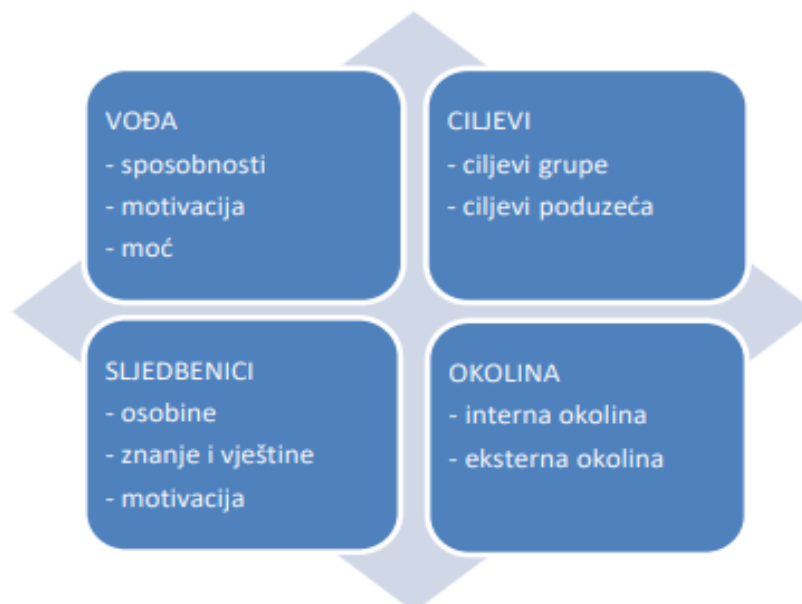 VOĐA
- sposobnosti
- motivacija
- moć
CILJEVI
- ciljevi grupe
- ciljevi poduzeća
SLJEDBENICI
- osobine
- znanje i vještine
- motivacija
OKOLINA
- interna okolina
- eksterna okolina